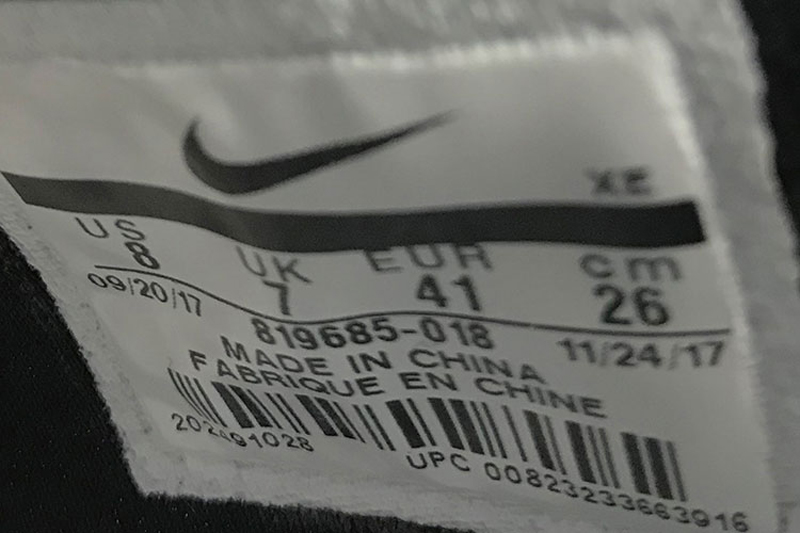 XE
US UK EUR cm
8 7 41 26
09/20/17 11/24/17
819685-018
MADE IN CHINA
FABRIQUE EN CHINE
202491028
UPC 00823233663916